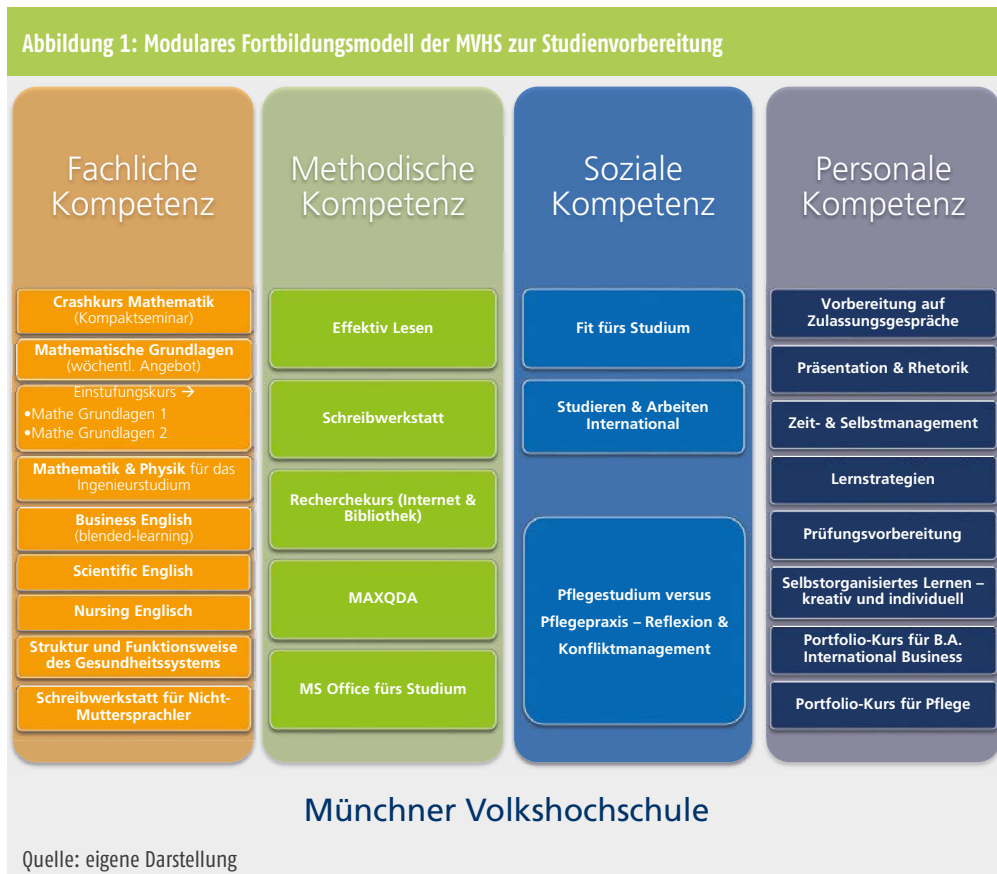 Abbildung 1: Modulares Fortbildungsmodell der MVHS zur Studienvorbereitung
Fachliche
Kompetenz
Crashkurs Mathematik
(Kompaktseminar)
Mathematische Grundlagen
(wöchentl. Angebot)
Einstufungskurs →
•Mathe Grundlagen 1
•Mathe Grundlagen 2
Mathematik & Physik für das
Ingenieurstudium
Business English
(blended-learning)
Scientific English
Nursing Englisch
Struktur und Funktionsweise
des Gesundheitssystems
Schreibwerkstatt für Nicht-
Muttersprachler
Methodische
Kompetenz
Effektiv Lesen
Schreibwerkstatt
Recherchekurs (Internet &
Bibliothek)
MAXQDA
MS Office fürs Studium
Soziale
Kompetenz
Fit fürs Studium
Studieren & Arbeiten
International
Pflegestudium versus
Pflegepraxis – Reflexion &
Konfliktmanagement
Personale
Kompetenz
Vorbereitung auf
Zulassungsgespräche
Präsentation & Rhetorik
Zeit- & Selbstmanagement
Lernstrategien
Prüfungsvorbereitung
Selbstorganisiertes Lernen –
kreativ und individuell
Portfolio-Kurs für B.A.
International Business
Portfolio-Kurs für Pflege
Münchner Volkshochschule
Quelle: eigene Darstellung